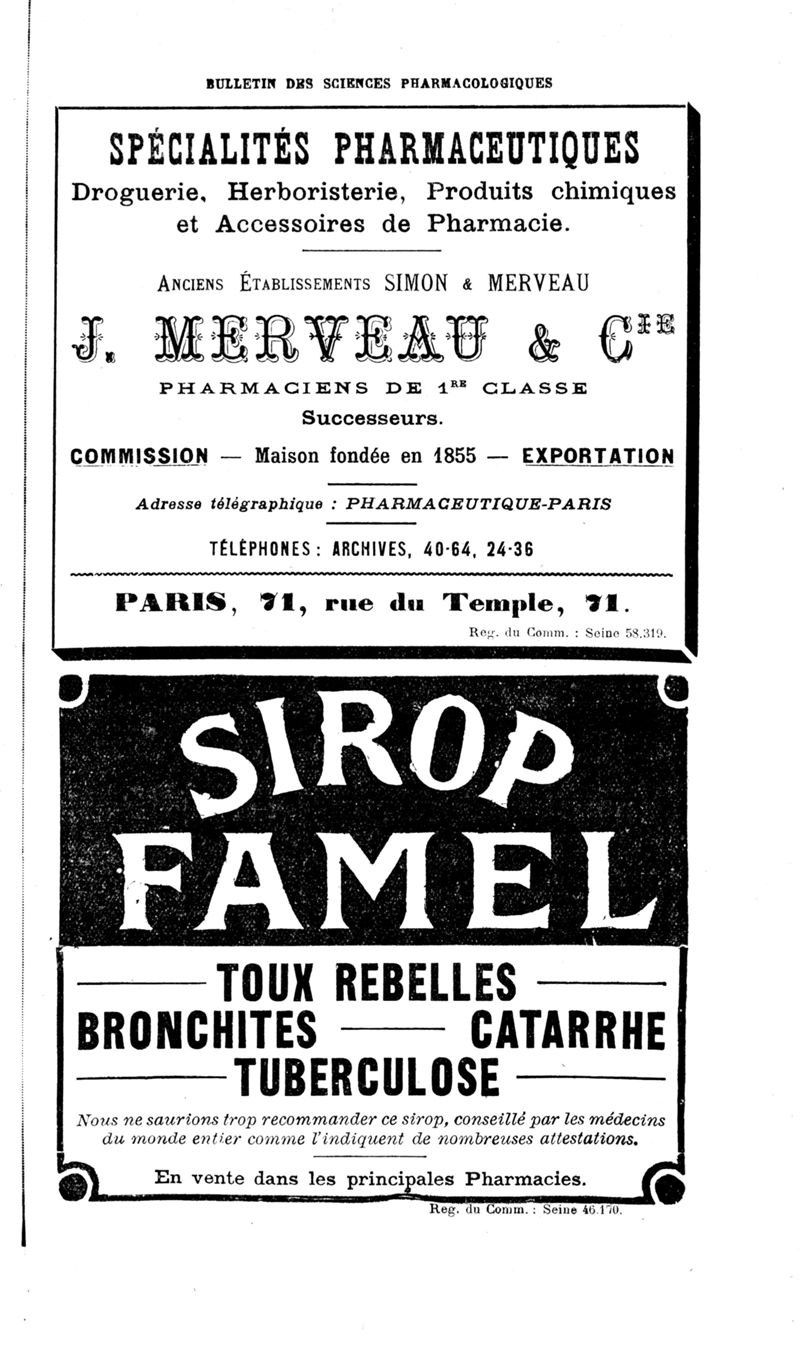 BULLETIN DES SCIENCES PHARMACOLOGIQUES
SPÉCIALITÉS PHARMACEUTIQUES
Droguerie, Herboristerie, Produits chimiques
et Accessoires de Pharmacie.
ANCIENS ÉTABLISSEMENTS SIMON & MERVEAU
J. MERVEAU & CIE
PHARMACIENS DE 1RE CLASSE
Successeurs.
COMMISSION — Maison fondée en 1855 — EXPORTATION
Adresse télégraphique : PHARMACEUTIQUE-PARIS
TÉLÉPHONES : ARCHIVES, 40-64, 24-36
PARIS, 71, rue du Temple, 71.
Reg. du Comm. : Seine 58.319.
SIROP
FAMEL
TOUX REBELLES
BRONCHITES — CATARRHE
TUBERCULOSE
Nous ne saurions trop recommander ce sirop, conseillé par les médecins
du monde entier comme l'indiquent de nombreuses attestations.
En vente dans les principales Pharmacies.
Reg. du Comm. : Seine 46.170.